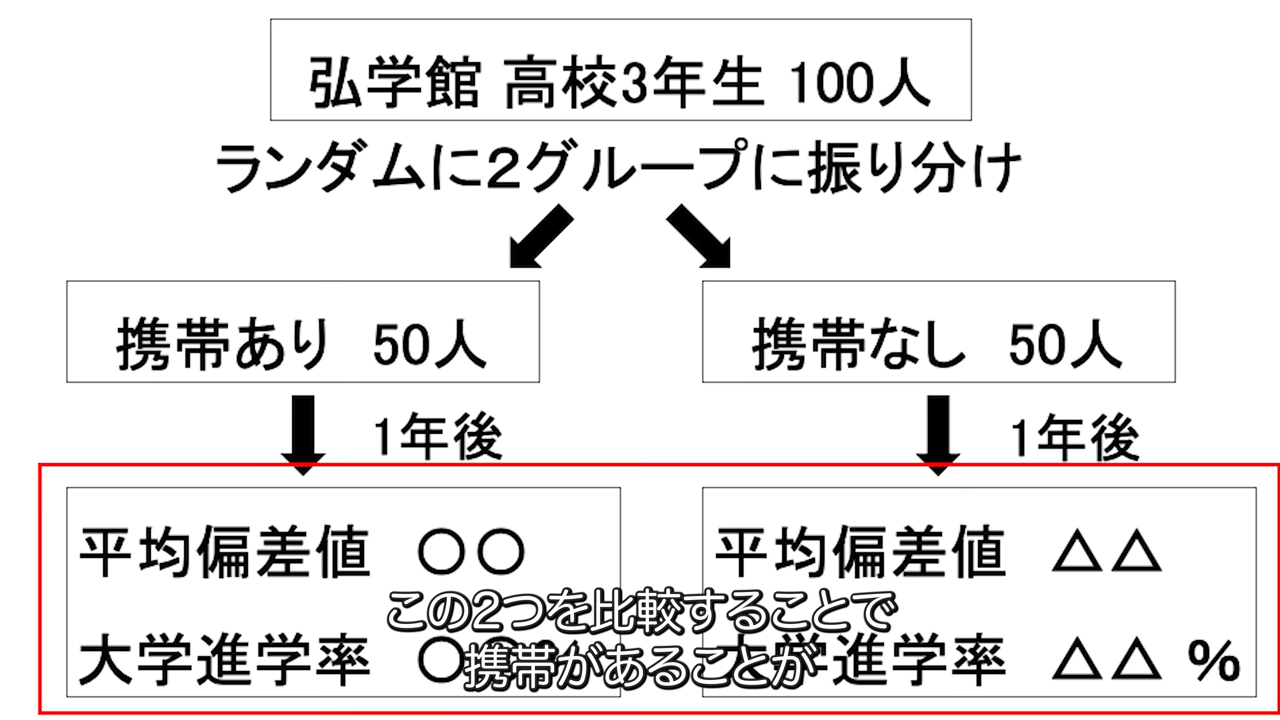 弘学館 高校3年生 100人
ランダムに2グループに振り分け
携帯あり 50人
携帯なし 50人
1年後
1年後
平均偏差値 〇〇
大学進学率 〇〇
平均偏差値 △△
大学進学率 △△ %
この2つを比較することで
携帯があることが